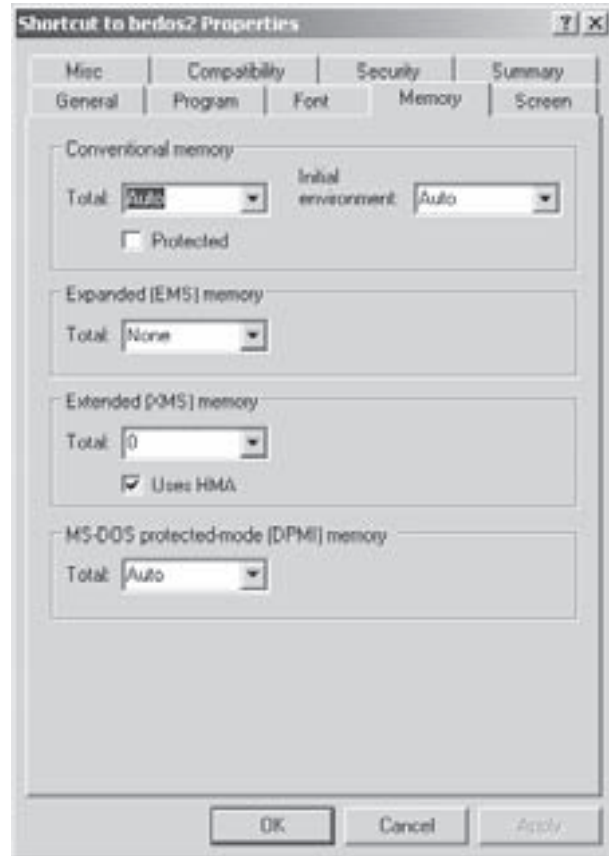 Shortcut to bedos2 Properties
Misc Compatibility Security Summary
General Program Font Memory Screen
Conventional memory
Total: Auto
Initial environment: Auto
Protected
Expanded (EMS) memory
Total: None
Extended (XMS) memory
Total: 0
Uses HMA
MS-DOS protected-mode (DPMI) memory
Total: Auto
OK Cancel Apply